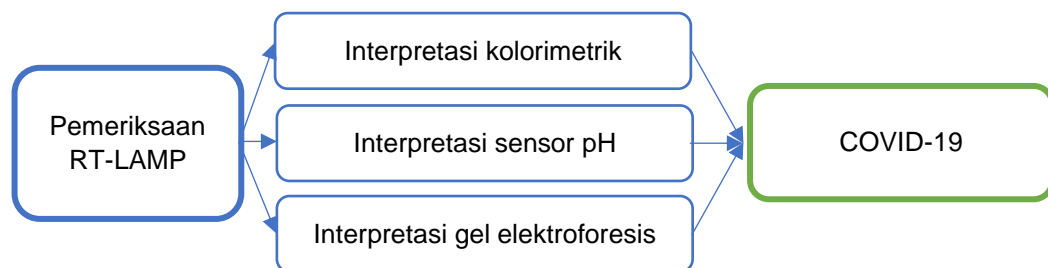 Pemeriksaan
RT-LAMP
Interpretasi kolorimetrik
Interpretasi sensor pH
Interpretasi gel elektroforesis
COVID-19